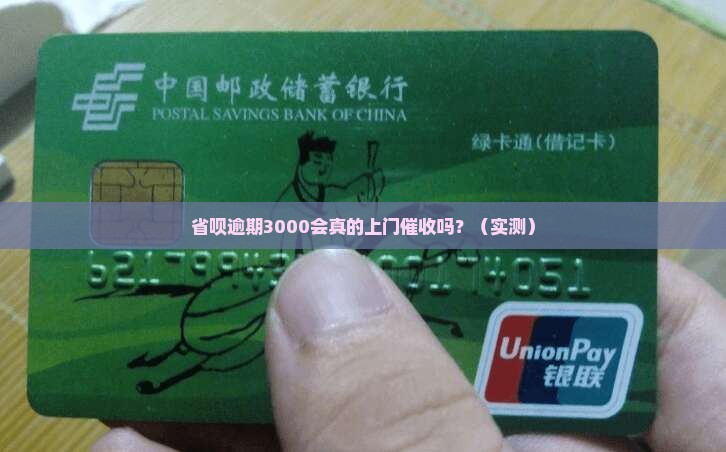 中国邮政储蓄银行
POSTAL SAVINGS BANK OF CHINA
绿卡通(借记卡)
省呗逾期3000会真的上门催收吗？（实测）
UnionPay
银联